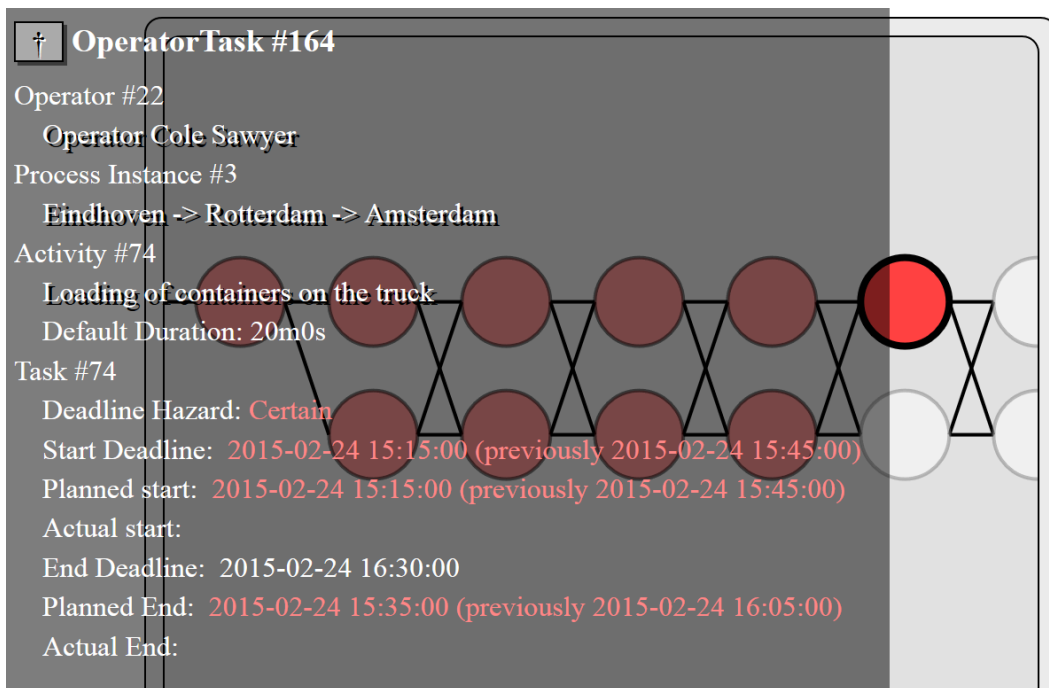 † OperatorTask #164
Operator #22
Operator Cole Sawyer
Process Instance #3
Eindhoven -> Rotterdam -> Amsterdam
Activity #74
Loading of containers on the truck
Default Duration: 20m0s
Task #74
Deadline Hazard: Certain
Start Deadline: 2015-02-24 15:15:00 (previously 2015-02-24 15:45:00)
Planned start: 2015-02-24 15:15:00 (previously 2015-02-24 15:45:00)
Actual start:
End Deadline: 2015-02-24 16:30:00
Planned End: 2015-02-24 15:35:00 (previously 2015-02-24 16:05:00)
Actual End: